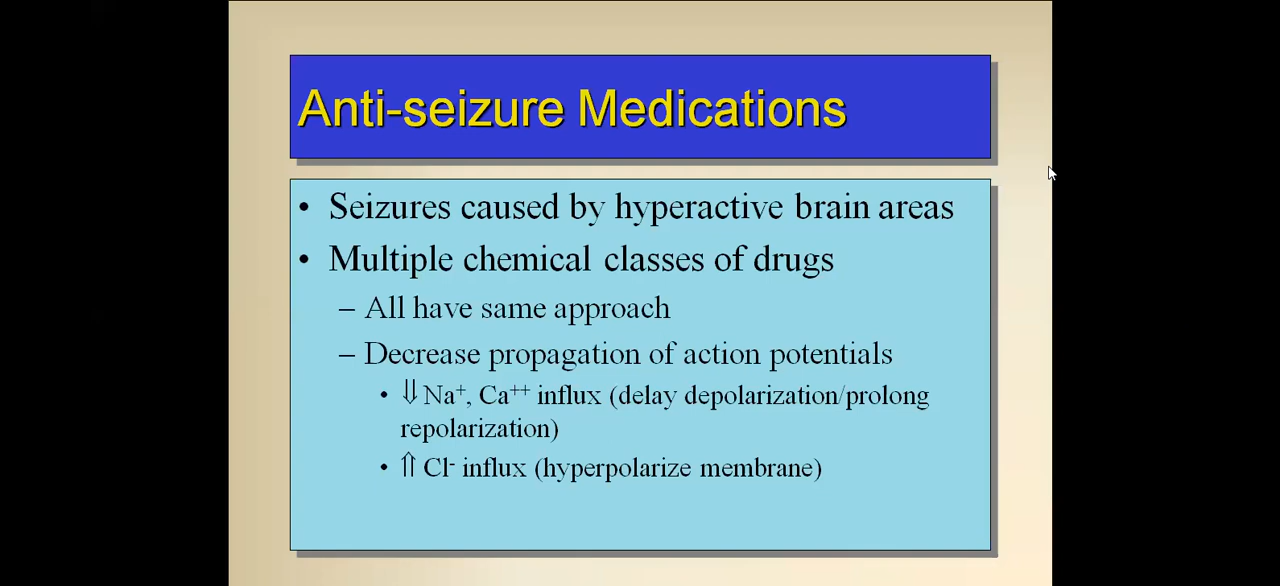 Anti-seizure Medications
• Seizures caused by hyperactive brain areas
• Multiple chemical classes of drugs
– All have same approach
– Decrease propagation of action potentials
• ⇓Na⁺, Ca⁺⁺ influx (delay depolarization/prolong
repolarization)
• ⇑ Cl⁻ influx (hyperpolarize membrane)